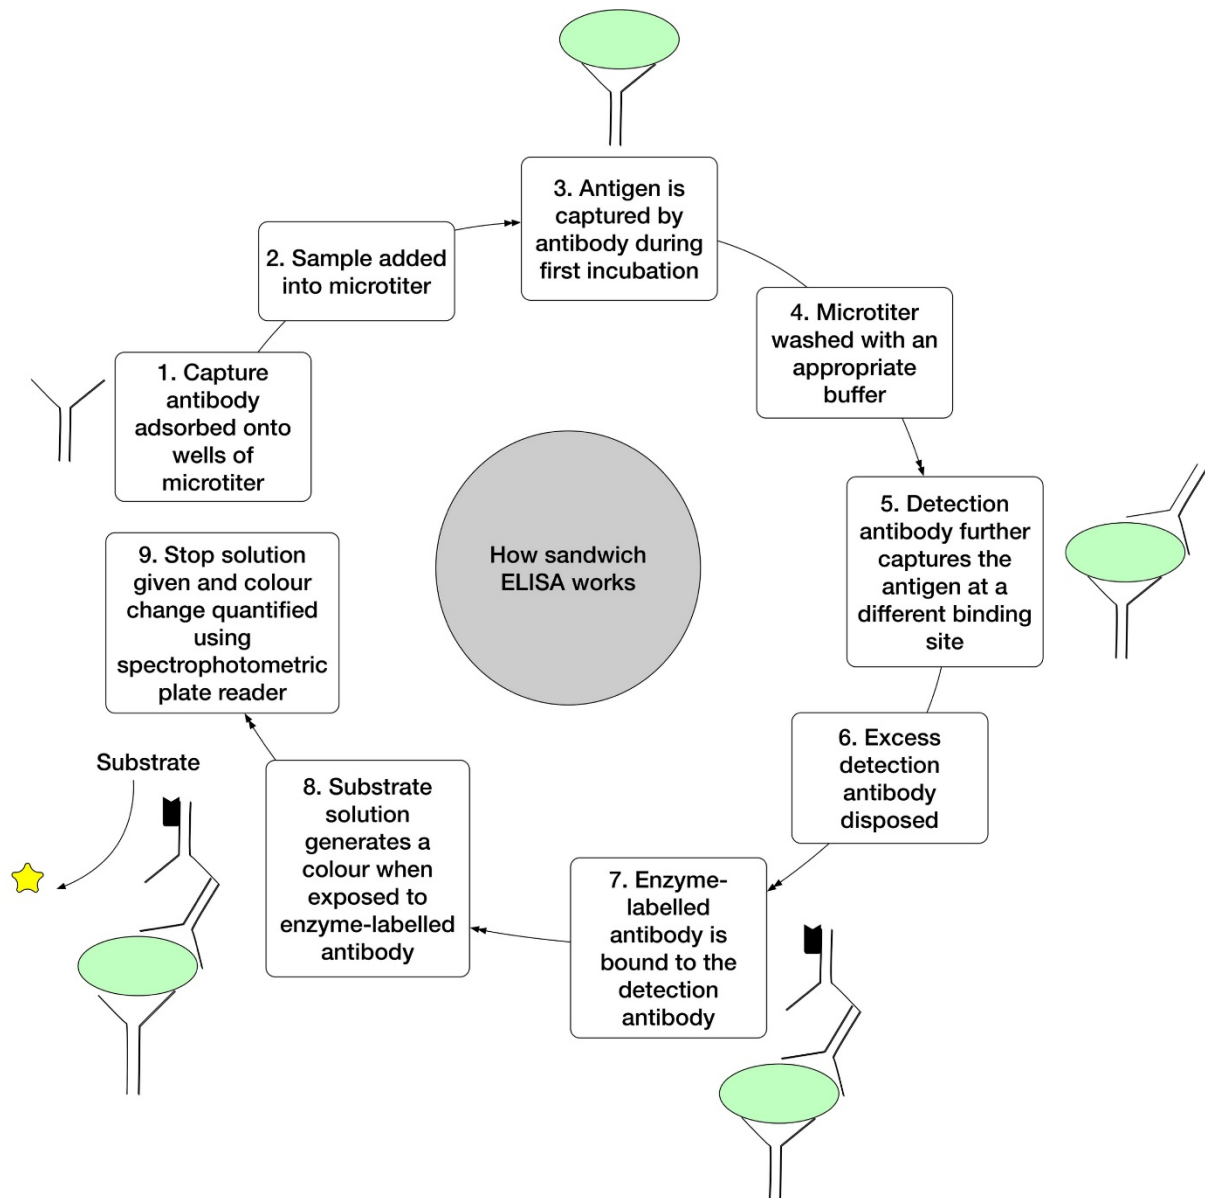 1. Capture
antibody
adsorbed onto
wells of
microtiter
2. Sample added
into microtiter
3. Antigen is
captured by
antibody during
first incubation
4. Microtiter
washed with an
appropriate
buffer
5. Detection
antibody further
captures the
antigen at a
different binding
site
6. Excess
detection
antibody
disposed
7. Enzyme-
labelled
antibody is
bound to the
detection
antibody
8. Substrate
solution
generates a
colour when
exposed to
enzyme-labelled
antibody
9. Stop solution
given and colour
change quantified
using
spectrophotometric
plate reader
Substrate
How sandwich
ELISA works